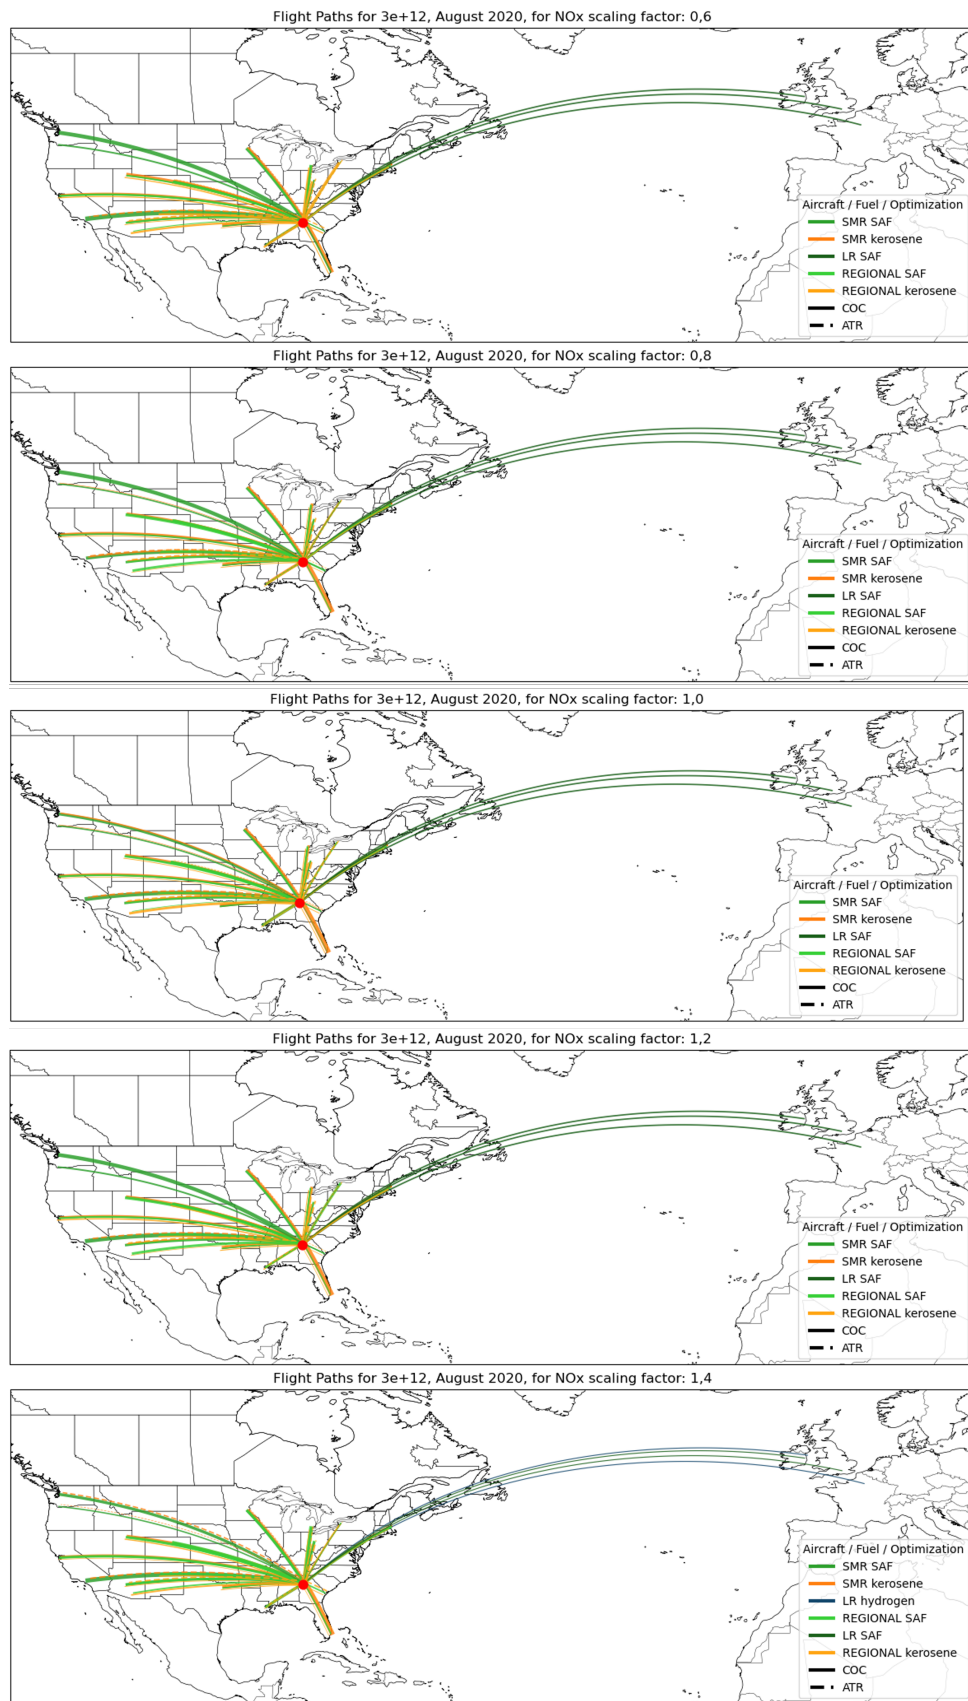 Flight Paths for 3e+12, August 2020, for NOx scaling factor: 0,6
Aircraft / Fuel / Optimization
SMR SAF
SMR kerosene
LR SAF
REGIONAL SAF
REGIONAL kerosene
COC
ATR
Flight Paths for 3e+12, August 2020, for NOx scaling factor: 0,8
Aircraft / Fuel / Optimization
SMR SAF
SMR kerosene
LR SAF
REGIONAL SAF
REGIONAL kerosene
COC
ATR
Flight Paths for 3e+12, August 2020, for NOx scaling factor: 1,0
Aircraft / Fuel / Optimization
SMR SAF
SMR kerosene
LR SAF
REGIONAL SAF
REGIONAL kerosene
COC
ATR
Flight Paths for 3e+12, August 2020, for NOx scaling factor: 1,2
Aircraft / Fuel / Optimization
SMR SAF
SMR kerosene
LR SAF
REGIONAL SAF
REGIONAL kerosene
COC
ATR
Flight Paths for 3e+12, August 2020, for NOx scaling factor: 1,4
Aircraft / Fuel / Optimization
SMR SAF
SMR kerosene
LR hydrogen
REGIONAL SAF
LR SAF
REGIONAL kerosene
COC
ATR